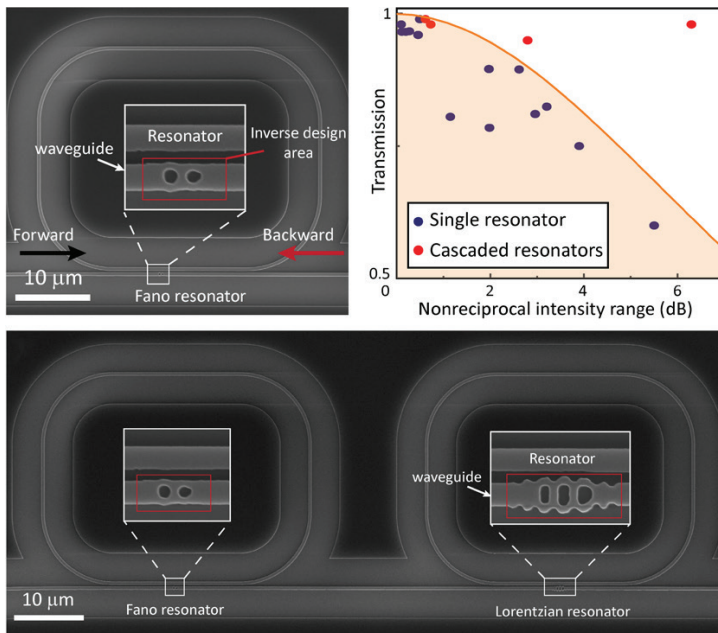 Resonator
waveguide
Inverse design
area
Forward
Backward
10 μm
Fano resonator
1
Transmission
Single resonator
Cascaded resonators
0.5
0
2
4
6
Nonreciprocal intensity range (dB)
Resonator
waveguide
10 μm
Fano resonator
Lorentzian resonator